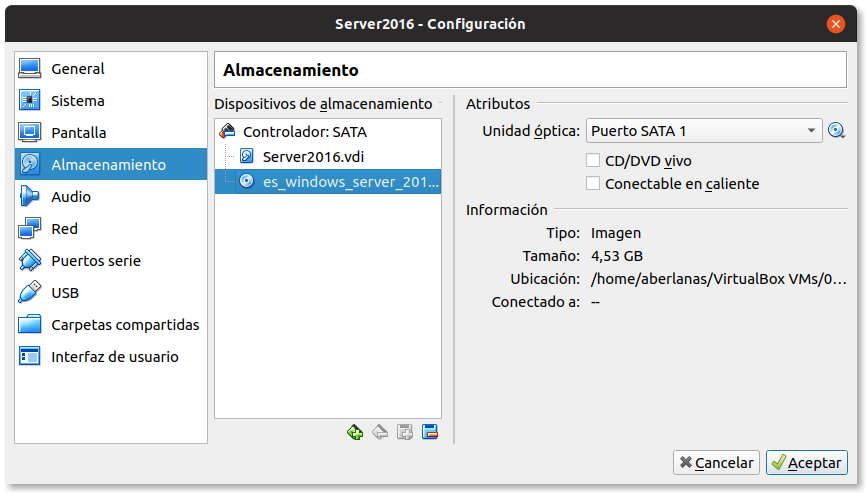 Server2016 - Configuración
General
Sistema
Pantalla
Almacenamiento
Audio
Red
Puertos serie
USB
Carpetas compartidas
Interfaz de usuario
Almacenamiento
Dispositivos de almacenamiento
Controlador: SATA
Server2016.vdi
es_windows_server_201...
Atributos
Unidad óptica: Puerto SATA 1
CD/DVD vivo
Conectable en caliente
Información
Tipo: Imagen
Tamaño: 4,53 GB
Ubicación: /home/aberlanas/VirtualBox VMs/0...
Conectado a: --
Cancelar Aceptar